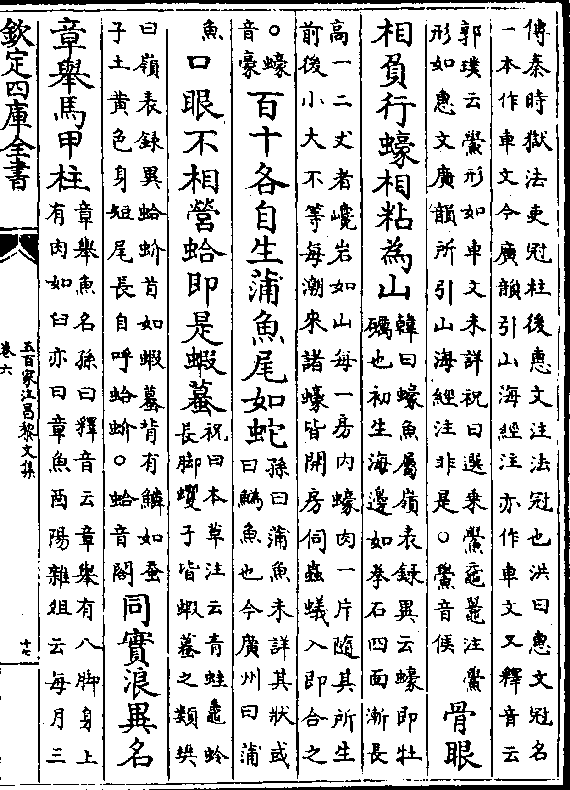 傳秦時獄法吏冠柱後惠文注法冠也洪曰惠文冠名
一本作車文今廣韻引山海經注亦作車文又釋音云
郭璞云鱟形如車文未詳祝曰選乘鱟黿鼉注鱟
形如惠文廣韻所引山海經注非是○鱟音候
骨眼
相負行蠔相粘為山
韓曰蠔魚屬嶺表録異云蠔即牡
礪也初生海邊如拳石四面漸長
高一二丈者巉岩如山每一房内蠔肉一片隨其所生
前後小大不等每潮來諸蠔皆開房伺蟲蟻入即合之
○蠔
音豪
百十各自生蒲魚尾如蛇
孫曰蒲魚未詳其狀或
曰魚也今廣州曰蒲
魚
口眼不相營蛤即是蝦蟇
祝曰本草注云青蛙黽蛤
長脚蠼子皆蝦蟇之類樊
曰嶺表録異蛤蚧首如蝦蟇背有鱗如蚕
子土黄色身短尾長自呼蛤蚧○蛤音閤
同實浪異名
章舉馬甲柱
章舉魚名孫曰釋音云章舉有八脚身上
有肉如臼亦曰章魚酉陽雜俎云每月三
欽定四庫全書
五百家注昌黎文集
卷六
十七